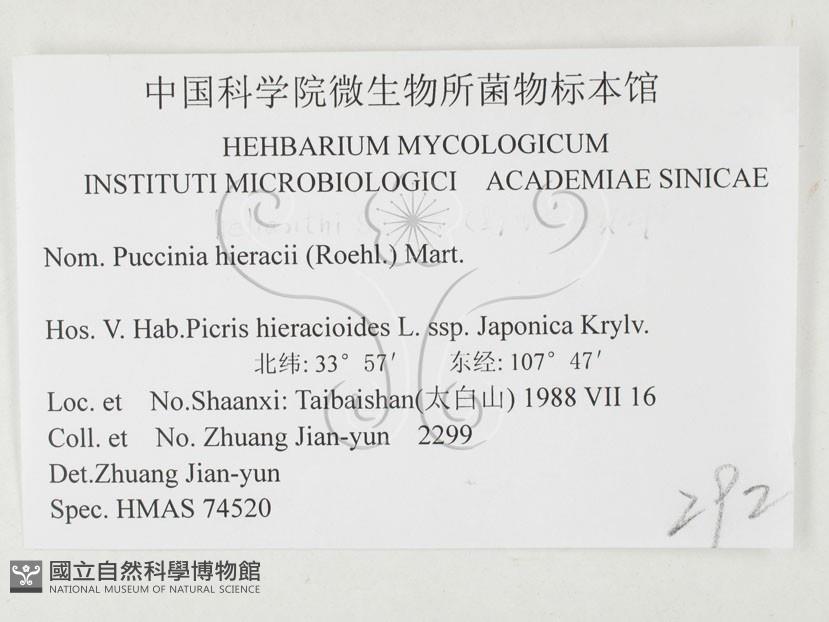 中国科学院微生物所菌物标本馆
HEHBARIUM MYCOLOGICUM
INSTITUTI MICROBIOLOGICI ACADEMIAE SINICAE
Nom. Puccinia hieracii (Roehl.) Mart.
Hos. V. Hab.Picris hieracioides L. ssp. Japonica Krylv.
北纬: 33° 57′ 东经: 107° 47′
Loc. et No.Shaanxi: Taibaishan(太白山) 1988 VII 16
Coll. et No. Zhuang Jian-yun 2299
Det.Zhuang Jian-yun
Spec. HMAS 74520
292
國立自然科學博物館
NATIONAL MUSEUM OF NATURAL SCIENCE